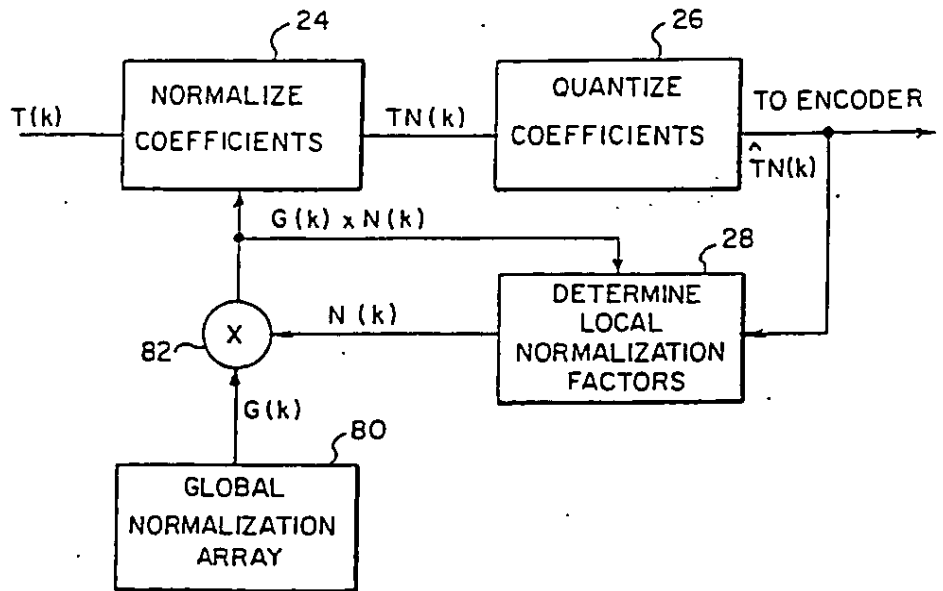 24
NORMALIZE
COEFFICIENTS
26
QUANTIZE
COEFFICIENTS
T(k)
TN(k)
TO ENCODER
T̂N(k)
G(k) x N(k)
28
DETERMINE
LOCAL
NORMALIZATION
FACTORS
N(k)
X
82
G(k)
80
GLOBAL
NORMALIZATION
ARRAY